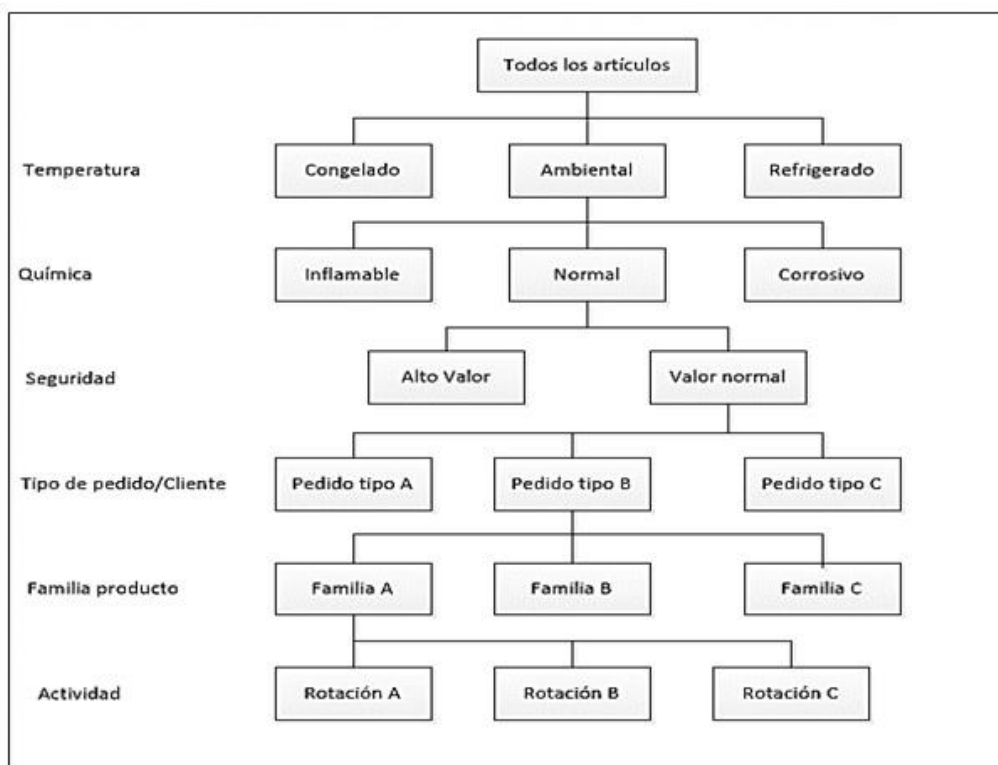 Todos los artículos
Temperatura
Congelado
Ambiental
Refrigerado
Química
Inflamable
Normal
Corrosivo
Seguridad
Alto Valor
Valor normal
Tipo de pedido/Cliente
Pedido tipo A
Pedido tipo B
Pedido tipo C
Familia producto
Familia A
Familia B
Familia C
Actividad
Rotación A
Rotación B
Rotación C